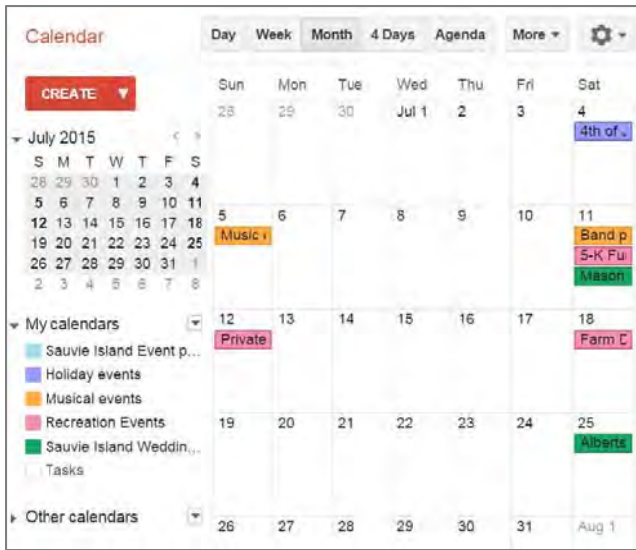 Calendar
Day Week Month 4 Days Agenda More
CREATE
July 2015
S M T W T F S
28 29 30 1 2 3 4
5 6 7 8 9 10 11
12 13 14 15 16 17 18
19 20 21 22 23 24 25
26 27 28 29 30 31 1
2 3 4 5 6 7 8
My calendars
Sauvie Island Event p...
Holiday events
Musical events
Recreation Events
Sauvie Island Weddin...
Tasks
Other calendars
Sun Mon Tue Wed Thu Fri Sat
28 29 30 Jul 1 2 3 4
4th of
5 6 7 8 9 10 11
Music
Band p
5-K Fu
Mason
12 13 14 15 16 17 18
Private
Farm D
19 20 21 22 23 24 25
Alberts
26 27 28 29 30 31 Aug 1